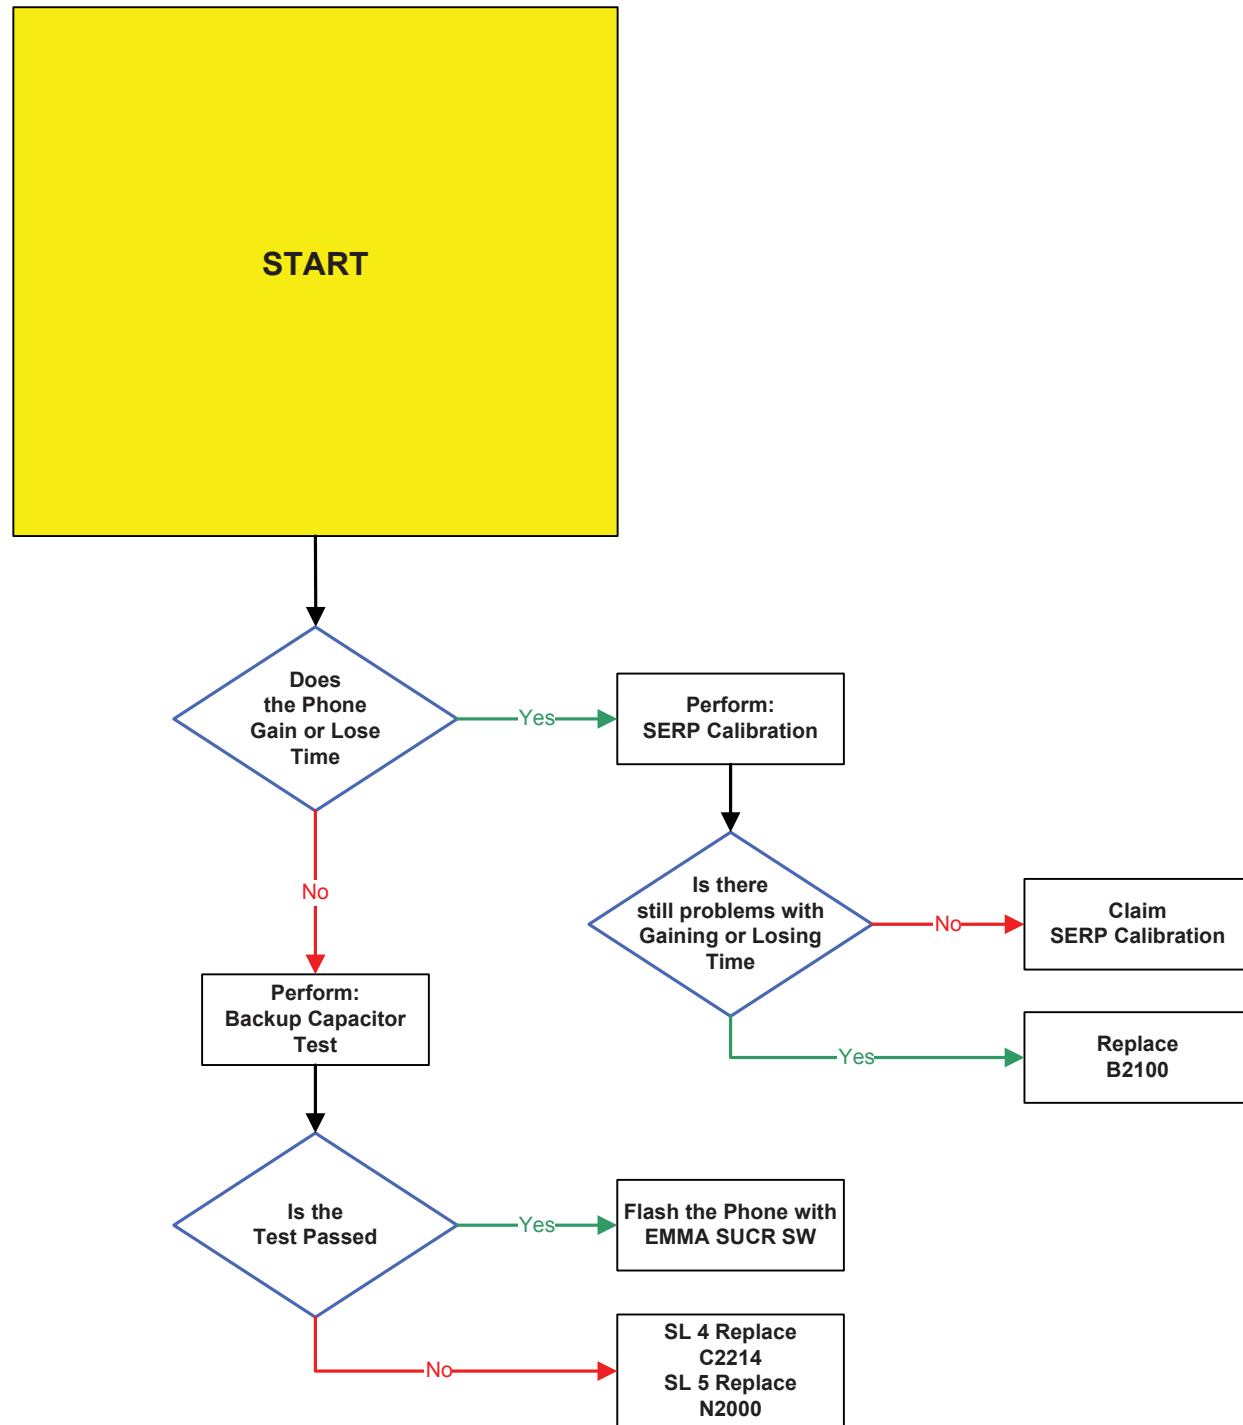 START
Does
the Phone
Gain or Lose
Time
Yes
Perform:
SERP Calibration
No
Is there
still problems with
Gaining or Losing
Time
No
Claim
SERP Calibration
Yes
Replace
B2100
Perform:
Backup Capacitor
Test
Is the
Test Passed
Yes
Flash the Phone with
EMMA SUCR SW
No
SL 4 Replace
C2214
SL 5 Replace
N2000